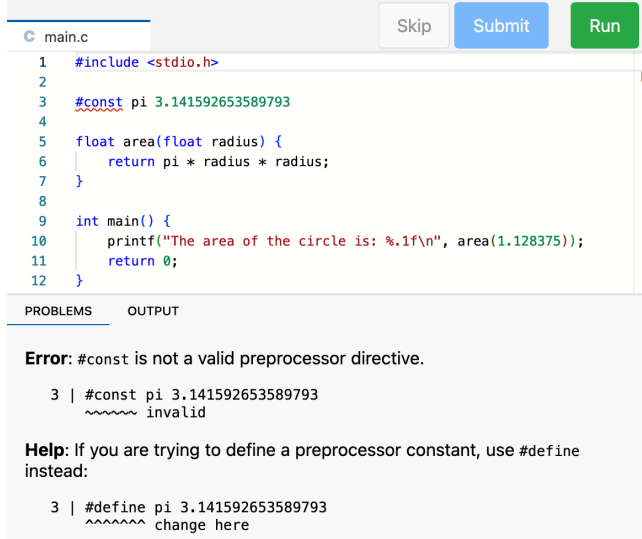 Skip Submit Run
C main.c
1 #include <stdio.h>
2
3 #const pi 3.141592653589793
4
5 float area(float radius) {
6     return pi * radius * radius;
7 }
8
9 int main() {
10     printf("The area of the circle is: %.1f\n", area(1.128375));
11     return 0;
12 }
PROBLEMS OUTPUT
Error: #const is not a valid preprocessor directive.
3 | #const pi 3.141592653589793
~~~~~~ invalid
Help: If you are trying to define a preprocessor constant, use #define
instead:
3 | #define pi 3.141592653589793
^^^^^^^ change here